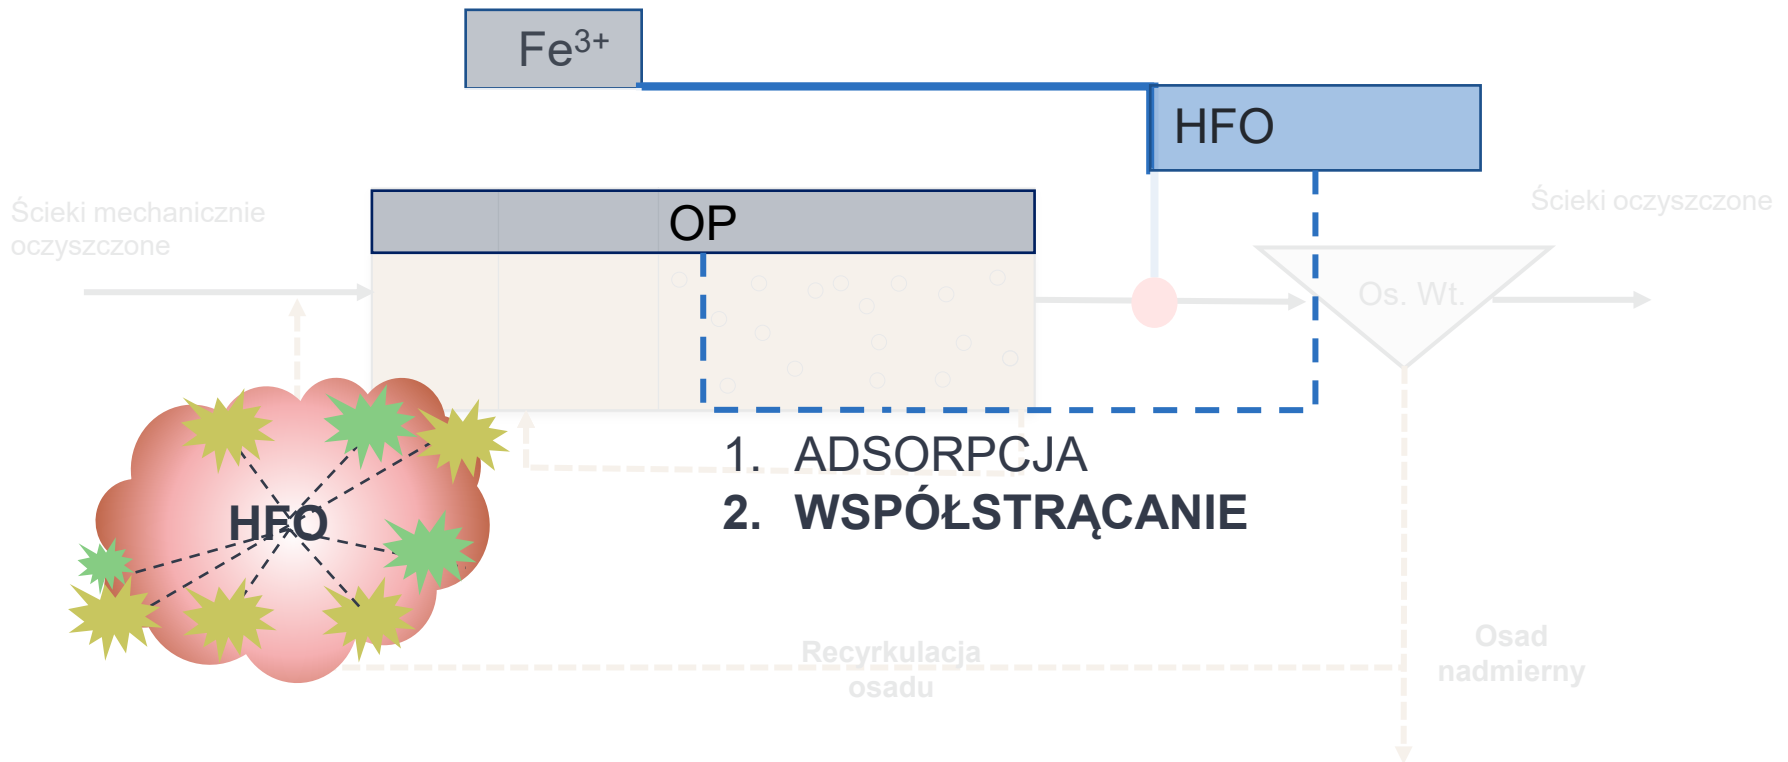 Fe³⁺
HFO
Ścieki mechanicznie
oczyszczone
OP
Ścieki oczyszczone
Os. Wt.
1. ADSORPCJA
2. WSPÓŁSTRĄCANIE
HFO
Recyrkulacja
osadu
Osad
nadmierny